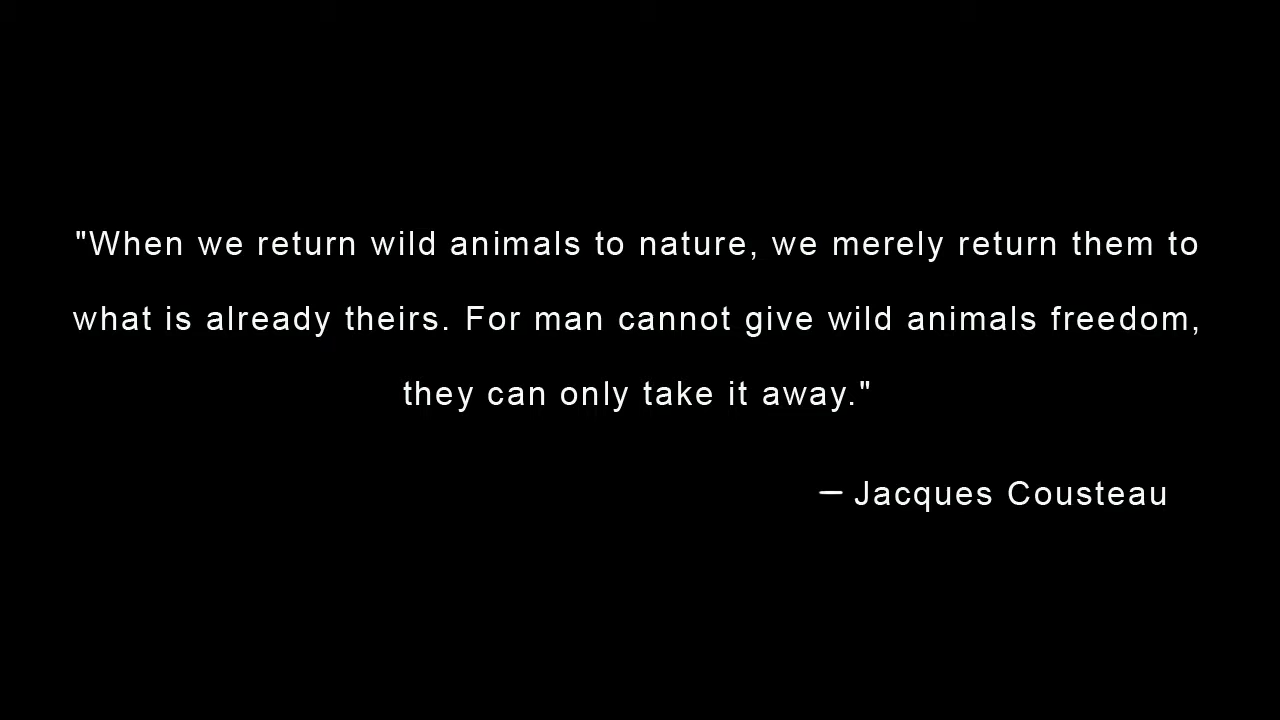 "When we return wild animals to nature, we merely return them to
what is already theirs. For man cannot give wild animals freedom,
they can only take it away."
— Jacques Cousteau